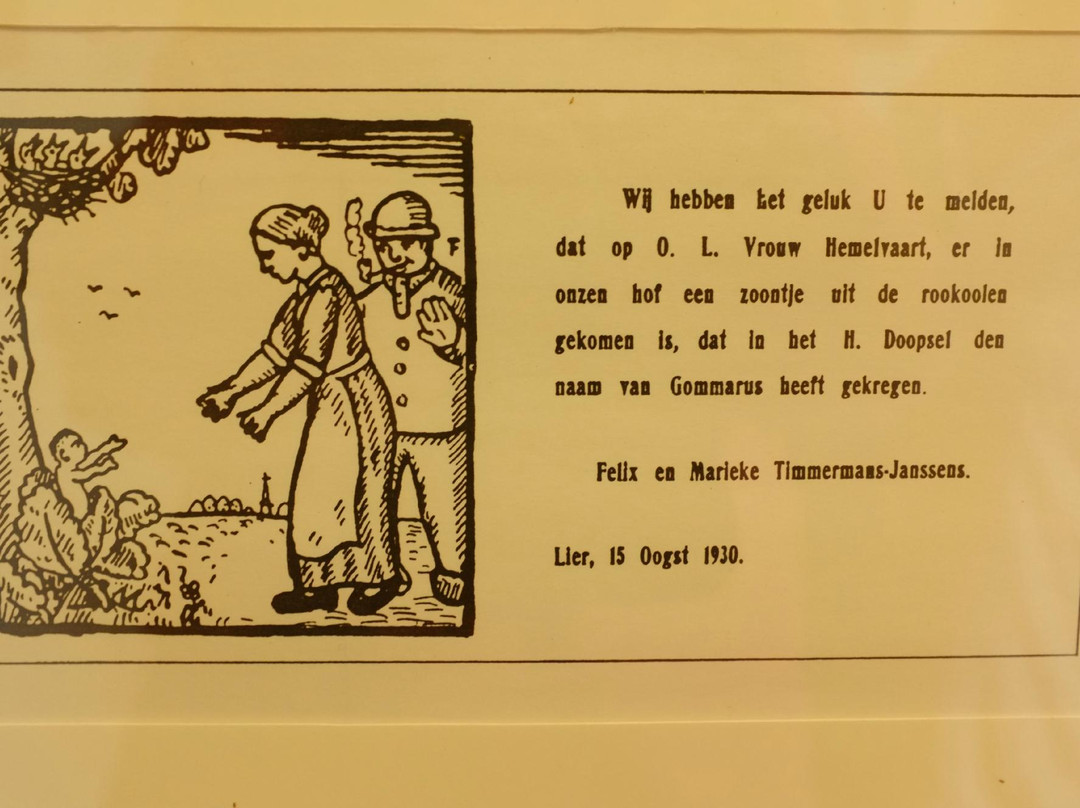 F
Wij hebben het geluk U te melden,
dat op O. L. Vrouw Hemelvaart, er in
onzen hof een zoontje uit de rookoolen
gekomen is, dat in het H. Doopsel den
naam van Gommarus heeft gekregen.
Felix en Marieke Timmermans-Janssens.
Lier, 15 Oogst 1930.